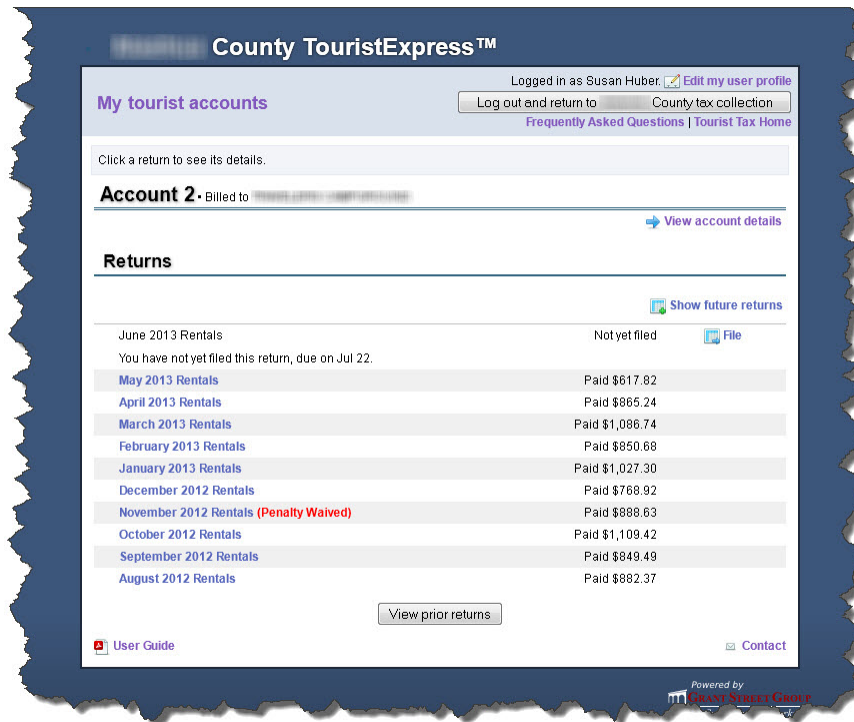 County TouristExpress™
Logged in as Susan Huber. Edit my user profile
My tourist accounts
Log out and return to County tax collection
Frequently Asked Questions | Tourist Tax Home
Click a return to see its details.
Account 2 - Billed to
View account details
Returns
Show future returns
June 2013 Rentals Not yet filed File
You have not yet filed this return, due on Jul 22.
May 2013 Rentals Paid $617.82
April 2013 Rentals Paid $865.24
March 2013 Rentals Paid $1,086.74
February 2013 Rentals Paid $850.68
January 2013 Rentals Paid $1,027.30
December 2012 Rentals Paid $768.92
November 2012 Rentals (Penalty Waived) Paid $888.63
October 2012 Rentals Paid $1,109.42
September 2012 Rentals Paid $849.49
August 2012 Rentals Paid $882.37
View prior returns
User Guide Contact
Powered by
GRANT STREET GROUP